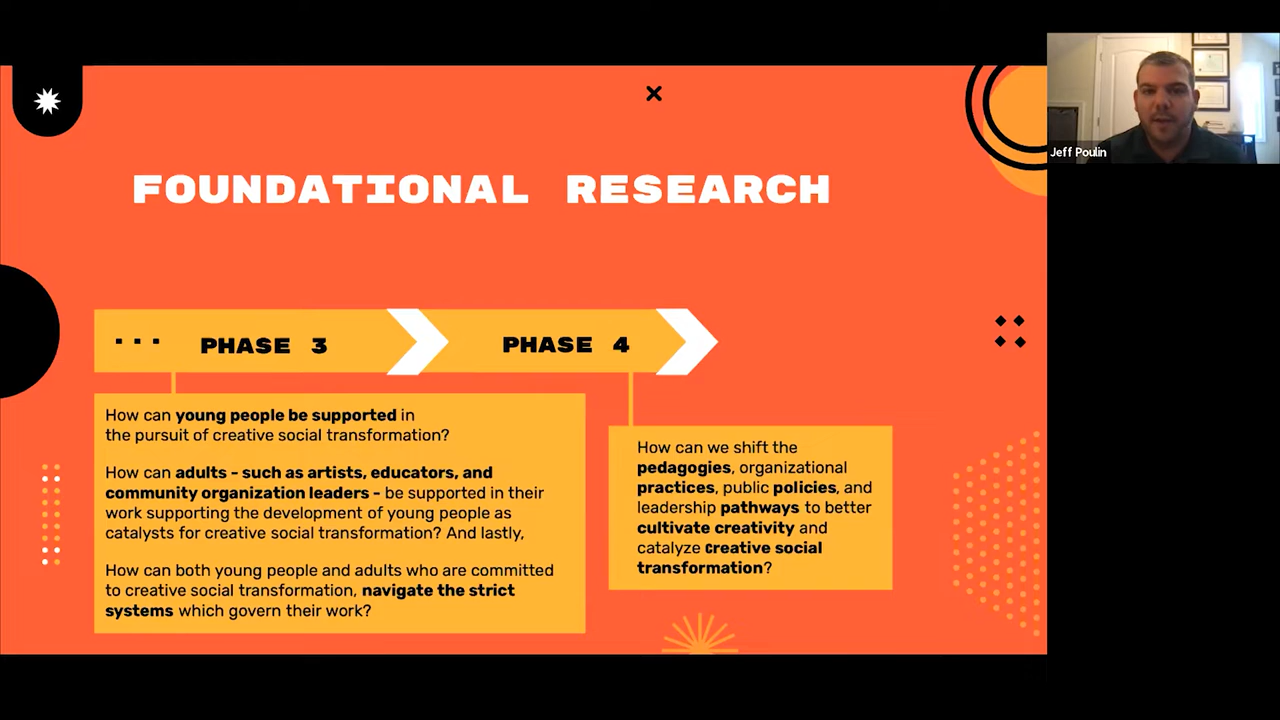 FOUNDATIONAL RESEARCH
Jeff Poulin
... PHASE 3
PHASE 4
How can young people be supported in
the pursuit of creative social transformation?
How can adults - such as artists, educators, and
community organization leaders - be supported in their
work supporting the development of young people as
catalysts for creative social transformation? And lastly,
How can both young people and adults who are committed
to creative social transformation, navigate the strict
systems which govern their work?
How can we shift the
pedagogies, organizational
practices, public policies, and
leadership pathways to better
cultivate creativity and
catalyze creative social
transformation?